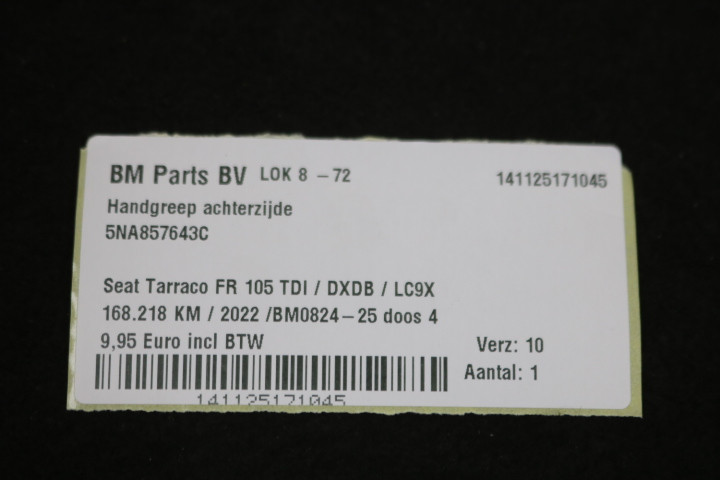 BM Parts BV LOK 8 - 72 141125171045
Handgreep achterzijde
5NA857643C
Seat Tarraco FR 105 TDI / DXDB / LC9X
168.218 KM / 2022 /BM0824-25 doos 4
9,95 Euro incl BTW Verz: 10
Aantal: 1
141125171045